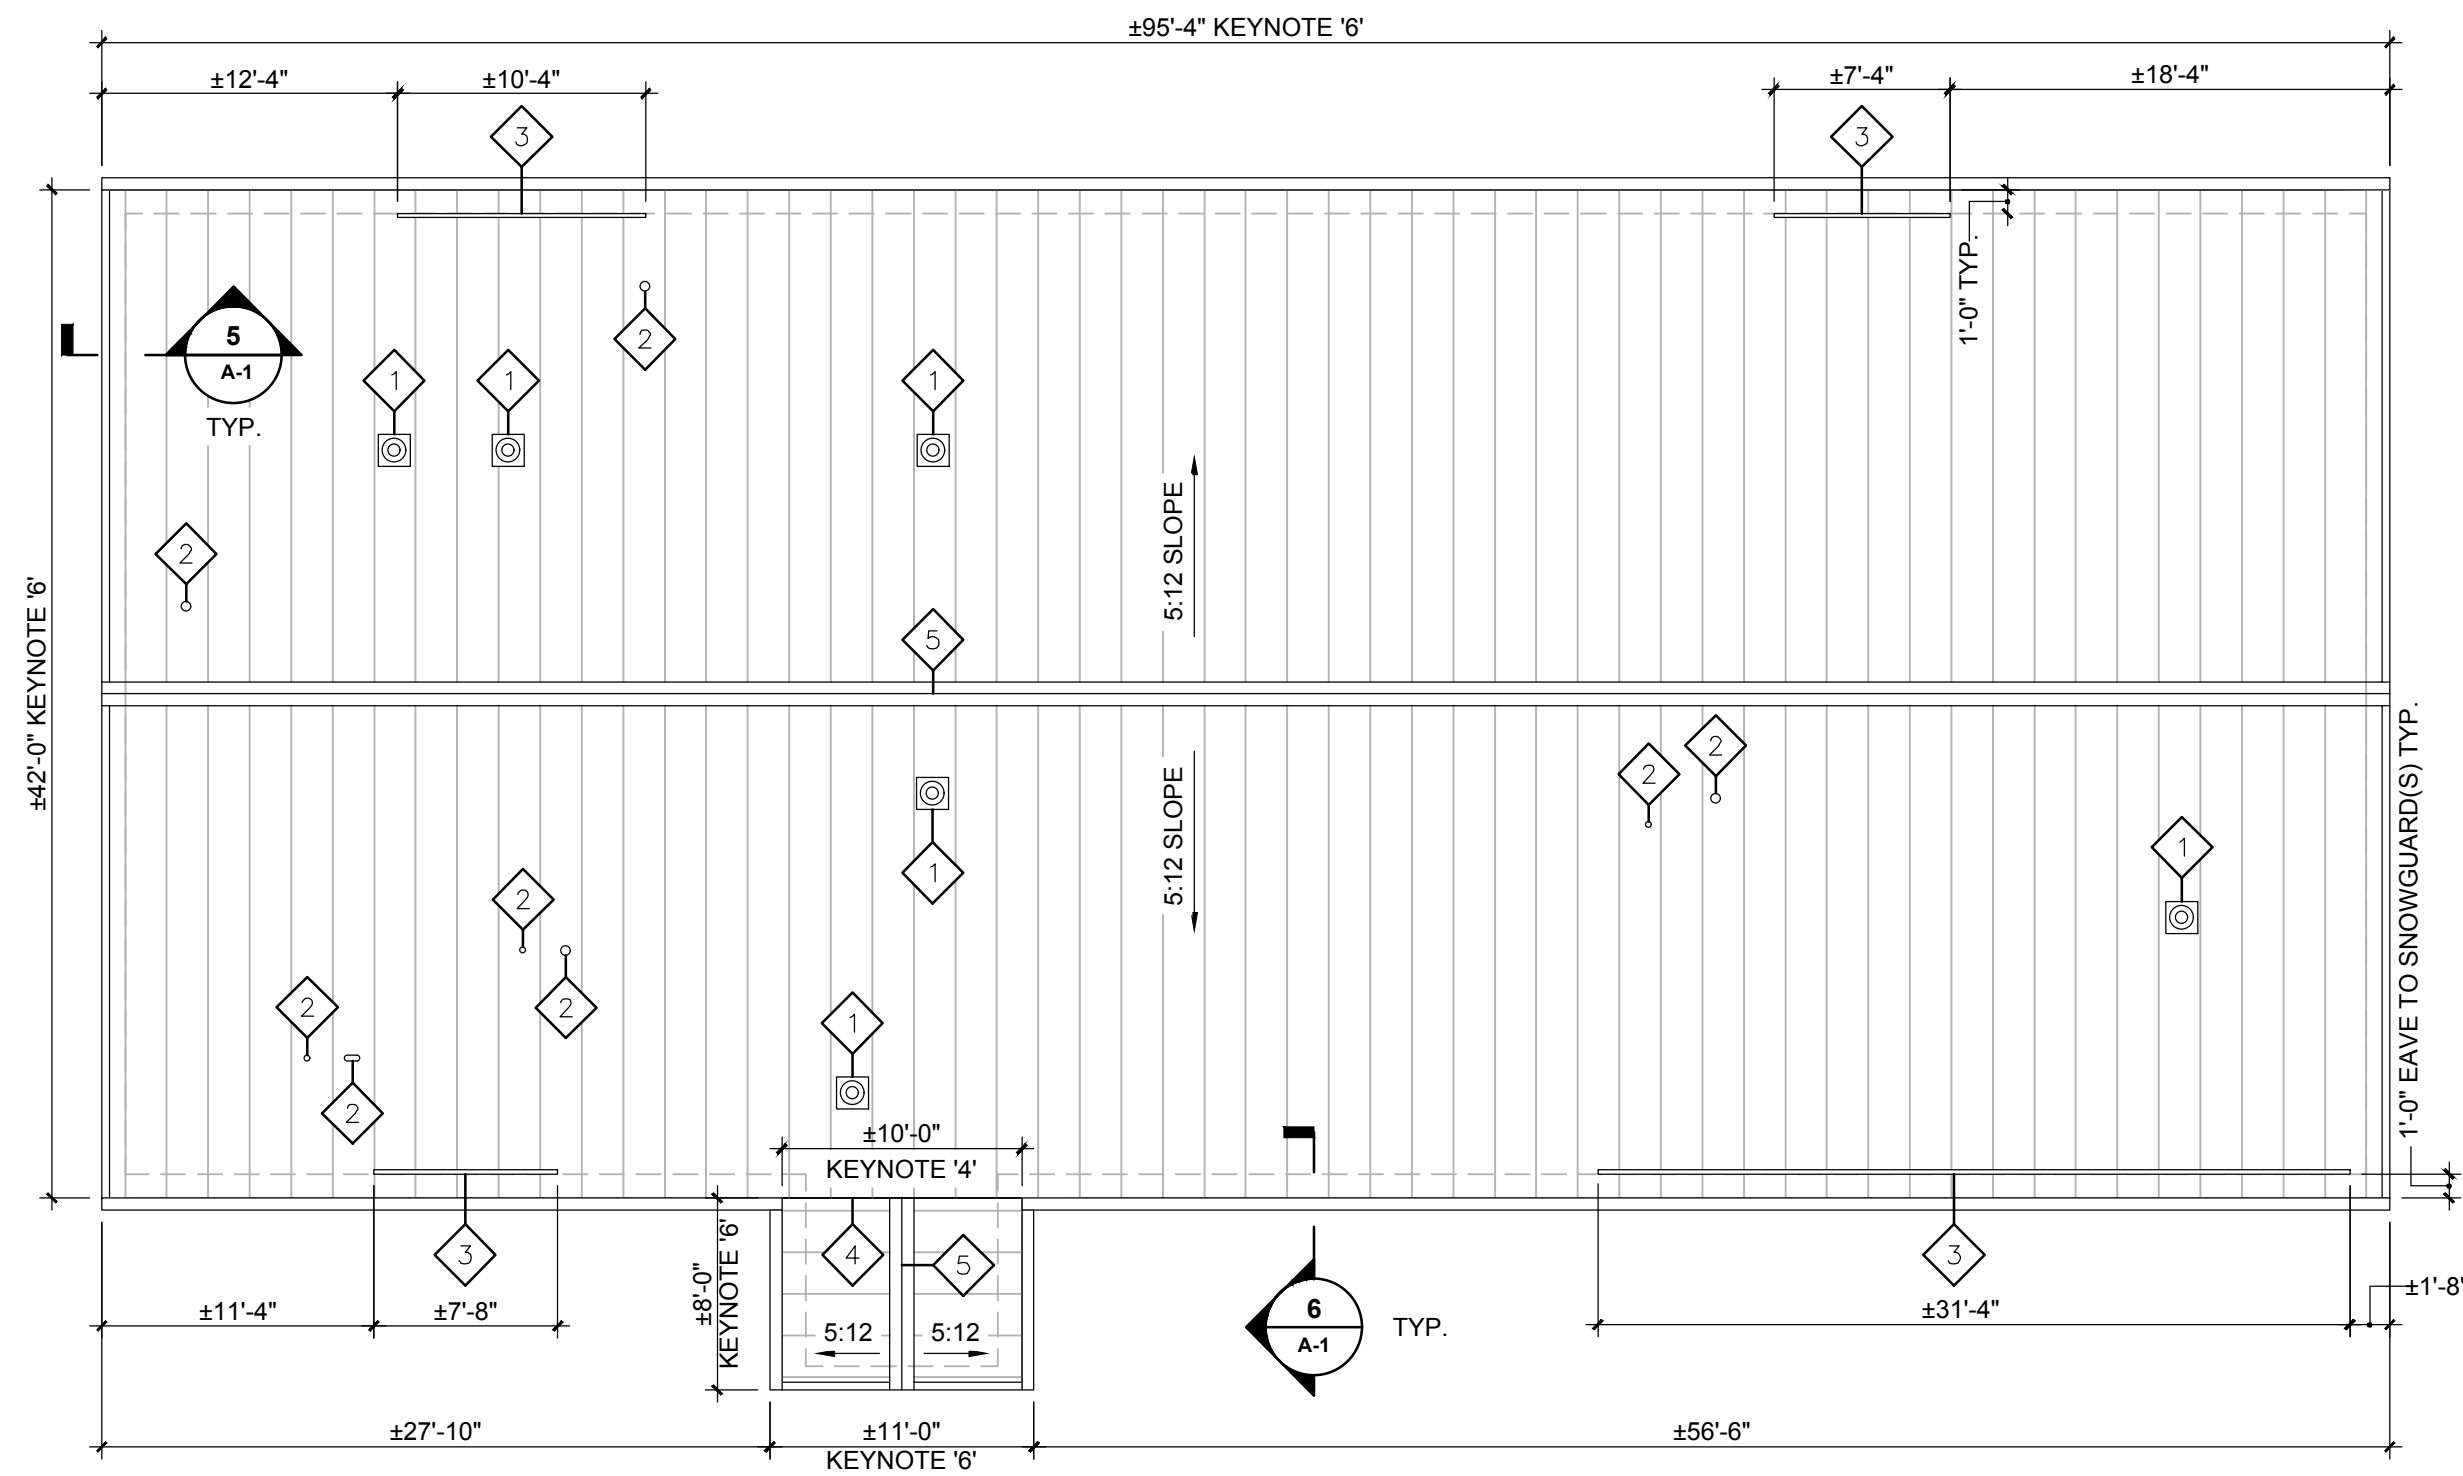 ±95'-4" KEYNOTE '6'
±12'-4"
±10'-4"
±7'-4"
±18'-4"
3
3
1'-0" TYP.
5
A-1
TYP.
2
1
1
1
2
5:12 SLOPE
5
±42'-0" KEYNOTE '6'
2
2
5:12 SLOPE
1
1
2
2
2
2
1
1'-0" EAVE TO SNOWGUARD(S) TYP.
±10'-0"
KEYNOTE '4'
3
4
5
3
±8'-0"
KEYNOTE '6'
5:12
5:12
6
A-1
TYP.
±11'-4"
±7'-8"
±31'-4"
±1'-8"
±27'-10"
±11'-0"
KEYNOTE '6'
±56'-6"